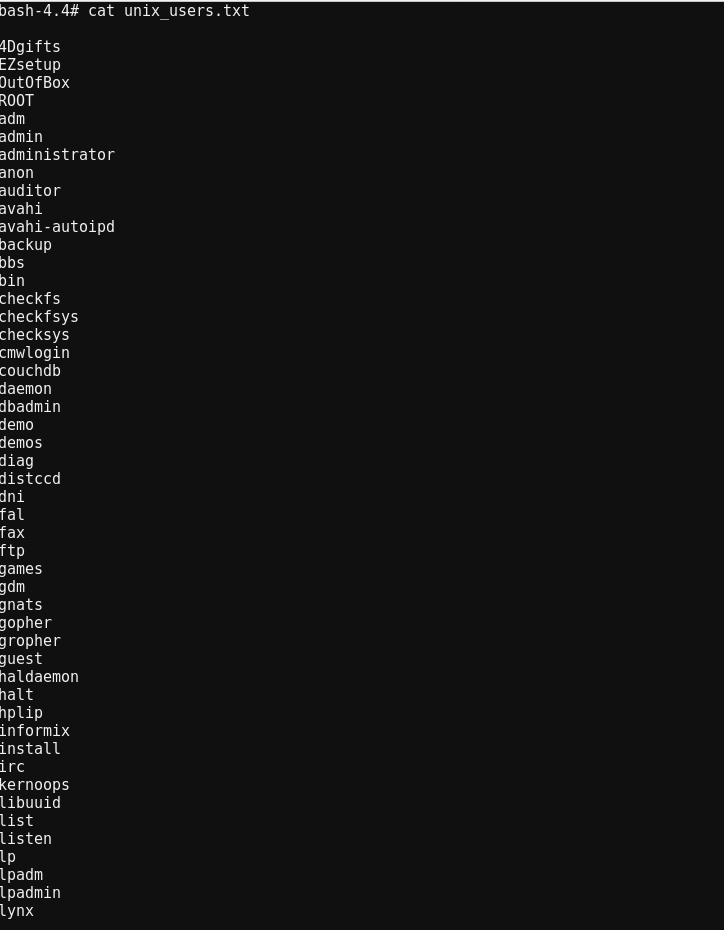 bash-4.4# cat unix_users.txt
4Dgifts
EZsetup
OutOfBox
ROOT
adm
admin
administrator
anon
auditor
avahi
avahi-autoipd
backup
bbs
bin
checkfs
checkfsys
checksys
cmwlogin
couchdb
daemon
dbadmin
demo
demos
diag
distccd
dni
fal
fax
ftp
games
gdm
gnats
gopher
gropher
guest
haldaemon
halt
hplip
informix
install
irc
kernoops
libuuid
list
listen
lp
lpadm
lpadmin
lynx